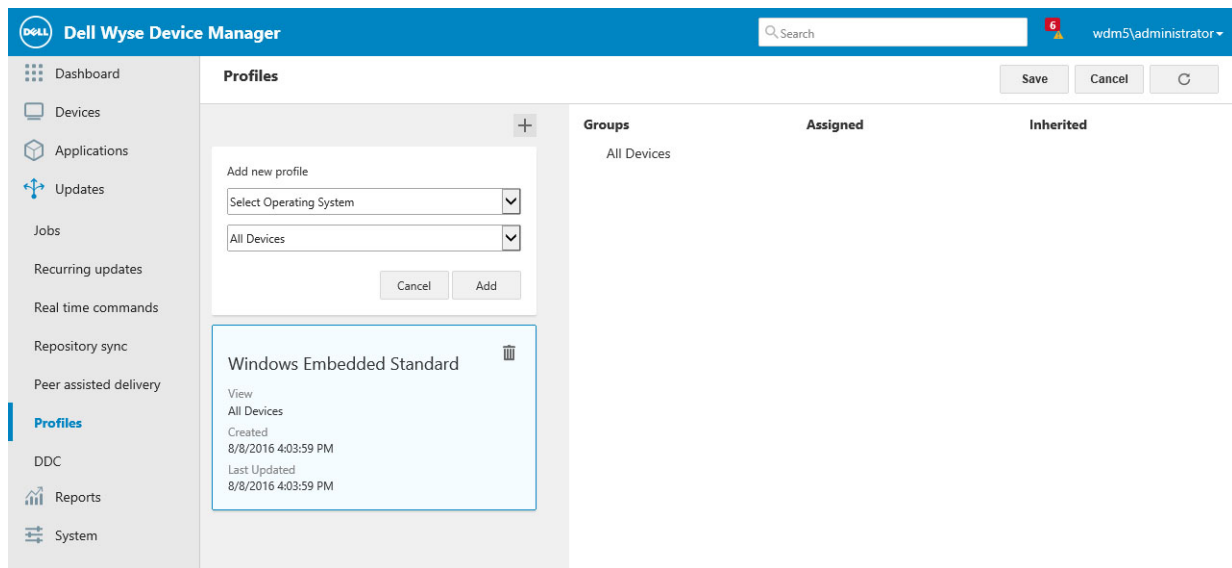 DELL
Dell Wyse Device Manager
Search
6
wdm5\administrator
Dashboard
Devices
Applications
Updates
Jobs
Recurring updates
Real time commands
Repository sync
Peer assisted delivery
Profiles
DDC
Reports
System
Profiles
Save
Cancel
Add new profile
Select Operating System
All Devices
Cancel
Add
Windows Embedded Standard
View
All Devices
Created
8/8/2016 4:03:59 PM
Last Updated
8/8/2016 4:03:59 PM
Groups Assigned Inherited
All Devices